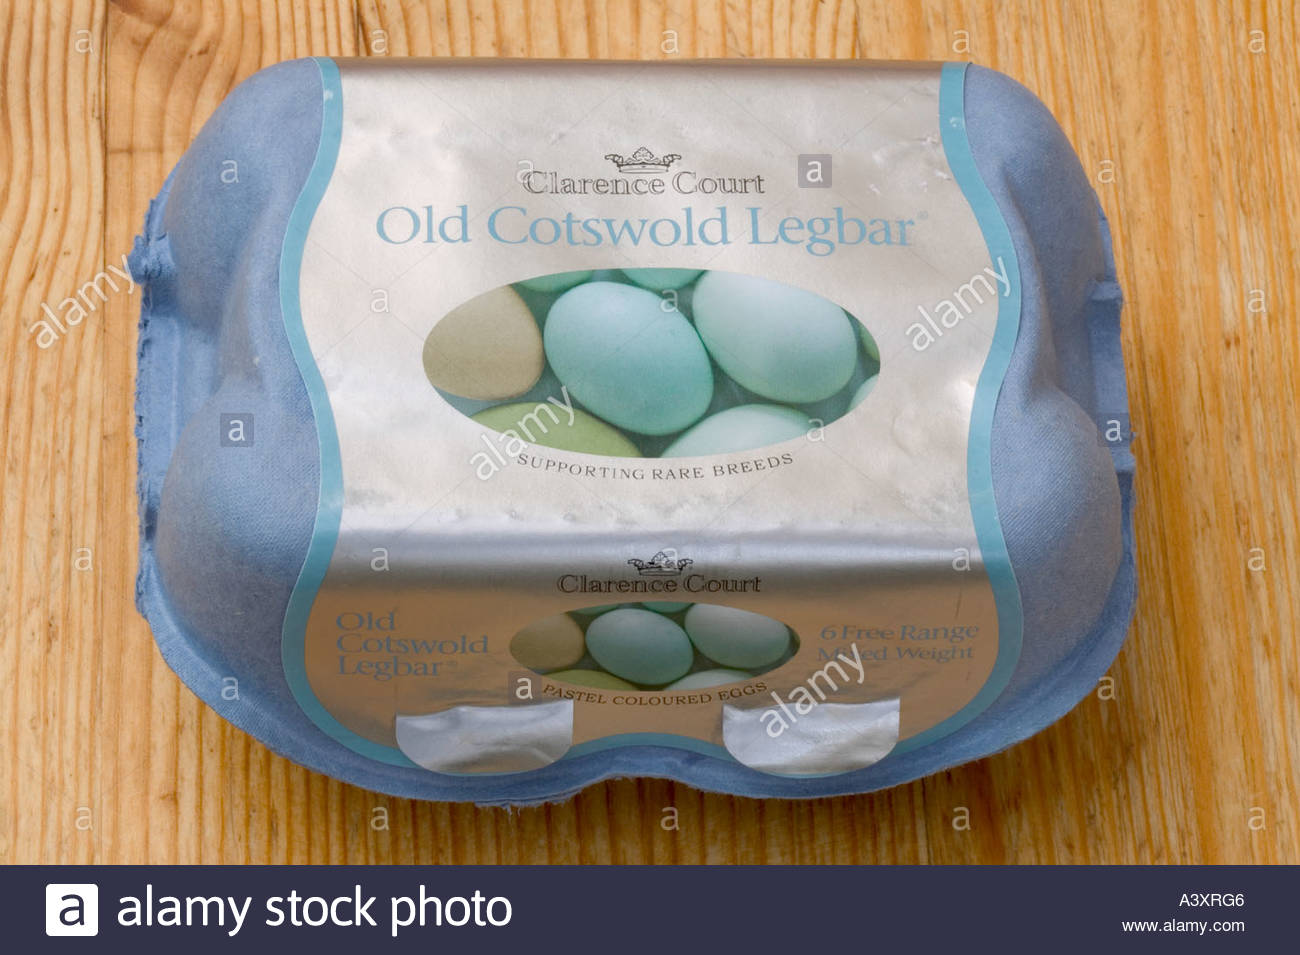 Clarence Court
Old Cotswold Legbar®
SUPPORTING RARE BREEDS
Clarence Court
Old
Cotswold
Legbar®
6 Free Range
Mixed Weight
PASTEL COLOURED EGGS
alamy
alamy
alamy
alamy
a alamy stock photo
A3XRG6
www.alamy.com